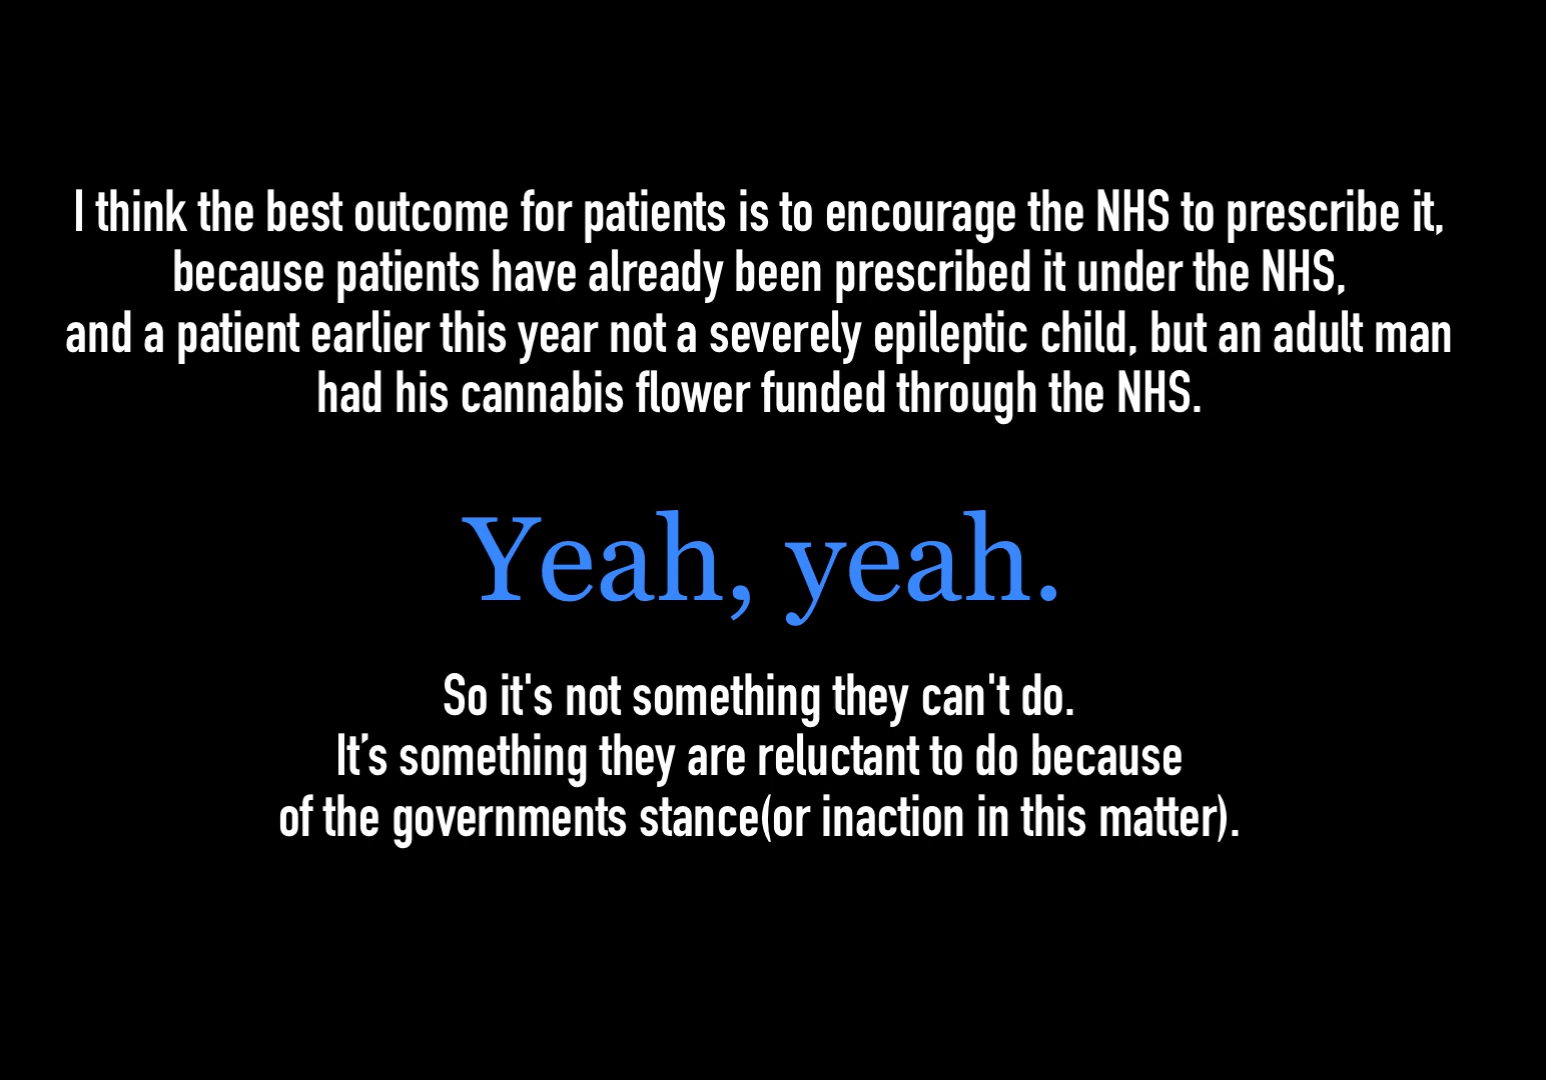 I think the best outcome for patients is to encourage the NHS to prescribe it,
because patients have already been prescribed it under the NHS,
and a patient earlier this year not a severely epileptic child, but an adult man
had his cannabis flower funded through the NHS.
Yeah, yeah.
So it's not something they can't do.
It’s something they are reluctant to do because
of the governments stance(or inaction in this matter).